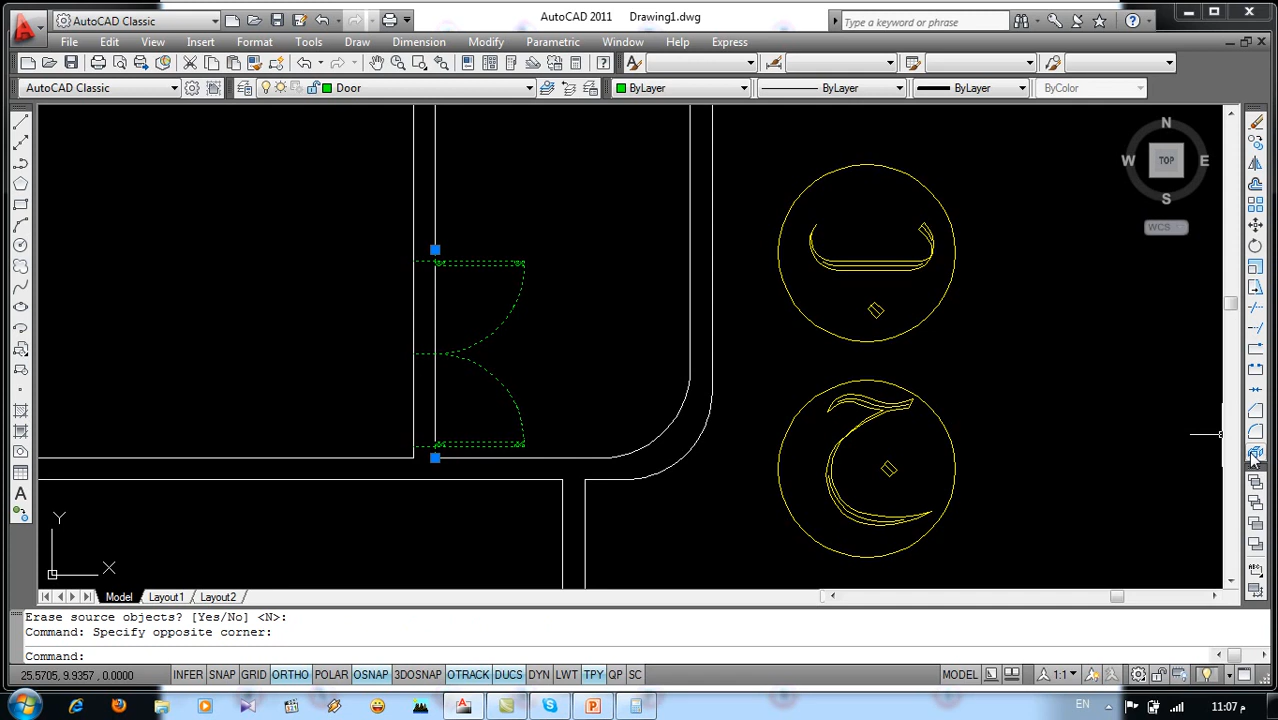 AutoCAD Classic
AutoCAD 2011 Drawing1.dwg
Type a keyword or phrase
File Edit View Insert Format Tools Draw Dimension Modify Parametric Window Help Express
AutoCAD Classic
Door
ByLayer
ByLayer
ByLayer
ByColor
N
W TOP E
S
WCS
Y
X
Model Layout1 Layout2
Erase source objects? [Yes/No] <N>:
Command: Specify opposite corner:
Command:
25.5705, 9.9357, 0.0000 INFER SNAP GRID ORTHO POLAR OSNAP 3DOSNAP OTRACK DUCS DYN LWT TPY QP SC MODEL 1:1
EN
11:07 م